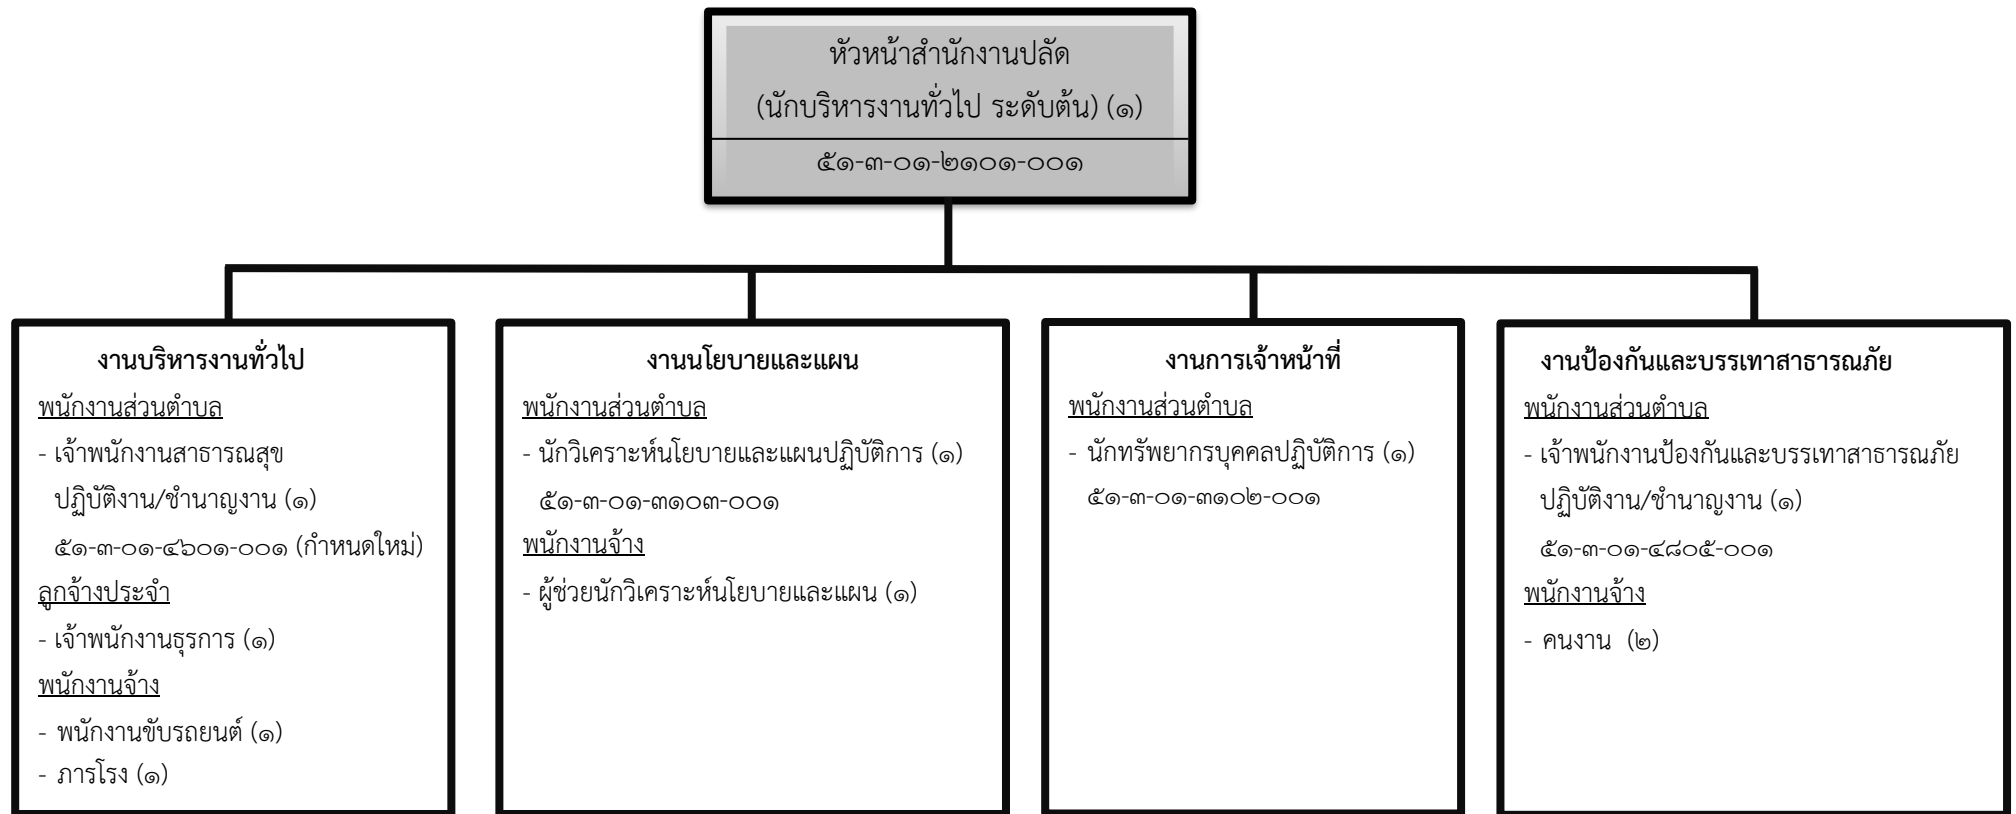 หัวหน้าสำนักงานปลัด
(นักบริหารงานทั่วไป ระดับต้น) (๑)
๕๑-๓-๐๑-๒๑๐๑-๐๐๑
งานบริหารงานทั่วไป
พนักงานส่วนตำบล
- เจ้าพนักงานสาธารณสุข
ปฏิบัติงาน/ชำนาญงาน (๑)
๕๑-๓-๐๑-๔๖๐๑-๐๐๑ (กำหนดใหม่)
ลูกจ้างประจำ
- เจ้าพนักงานธุรการ (๑)
พนักงานจ้าง
- พนักงานขับรถยนต์ (๑)
- ภารโรง (๑)
งานนโยบายและแผน
พนักงานส่วนตำบล
- นักวิเคราะห์นโยบายและแผนปฏิบัติการ (๑)
๕๑-๓-๐๑-๓๑๐๓-๐๐๑
พนักงานจ้าง
- ผู้ช่วยนักวิเคราะห์นโยบายและแผน (๑)
งานการเจ้าหน้าที่
พนักงานส่วนตำบล
- นักทรัพยากรบุคคลปฏิบัติการ (๑)
๕๑-๓-๐๑-๓๑๐๒-๐๐๑
งานป้องกันและบรรเทาสาธารณภัย
พนักงานส่วนตำบล
- เจ้าพนักงานป้องกันและบรรเทาสาธารณภัย
ปฏิบัติงาน/ชำนาญงาน (๑)
๕๑-๓-๐๑-๔๘๐๕-๐๐๑
พนักงานจ้าง
- คนงาน (๒)